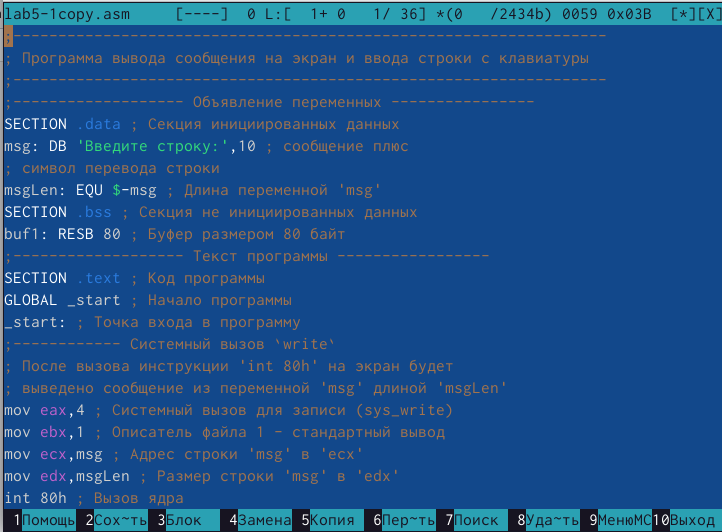 lab5-1copy.asm [----] 0 L:[ 1+ 0 1/ 36] *(0 /2434b) 0059 0x03B [*][X]
;------------------------------------------------------------------
; Программа вывода сообщения на экран и ввода строки с клавиатуры
;------------------------------------------------------------------
;------------------- Объявление переменных ----------------
SECTION .data ; Секция инициированных данных
msg: DB 'Введите строку:',10 ; сообщение плюс
; символ перевода строки
msgLen: EQU $-msg ; Длина переменной 'msg'
SECTION .bss ; Секция не инициированных данных
buf1: RESB 80 ; Буфер размером 80 байт
;------------------- Текст программы -----------------
SECTION .text ; Код программы
GLOBAL _start ; Начало программы
_start: ; Точка входа в программу
;------------ Системный вызов `write`
; После вызова инструкции 'int 80h' на экран будет
; выведено сообщение из переменной 'msg' длиной 'msgLen'
mov eax,4 ; Системный вызов для записи (sys_write)
mov ebx,1 ; Описатель файла 1 - стандартный вывод
mov ecx,msg ; Адрес строки 'msg' в 'ecx'
mov edx,msgLen ; Размер строки 'msg' в 'edx'
int 80h ; Вызов ядра
1Помощь 2Сох~ть 3Блок 4Замена 5Копия 6Пер~ть 7Поиск 8Уда~ть 9МенюМС 10Выход